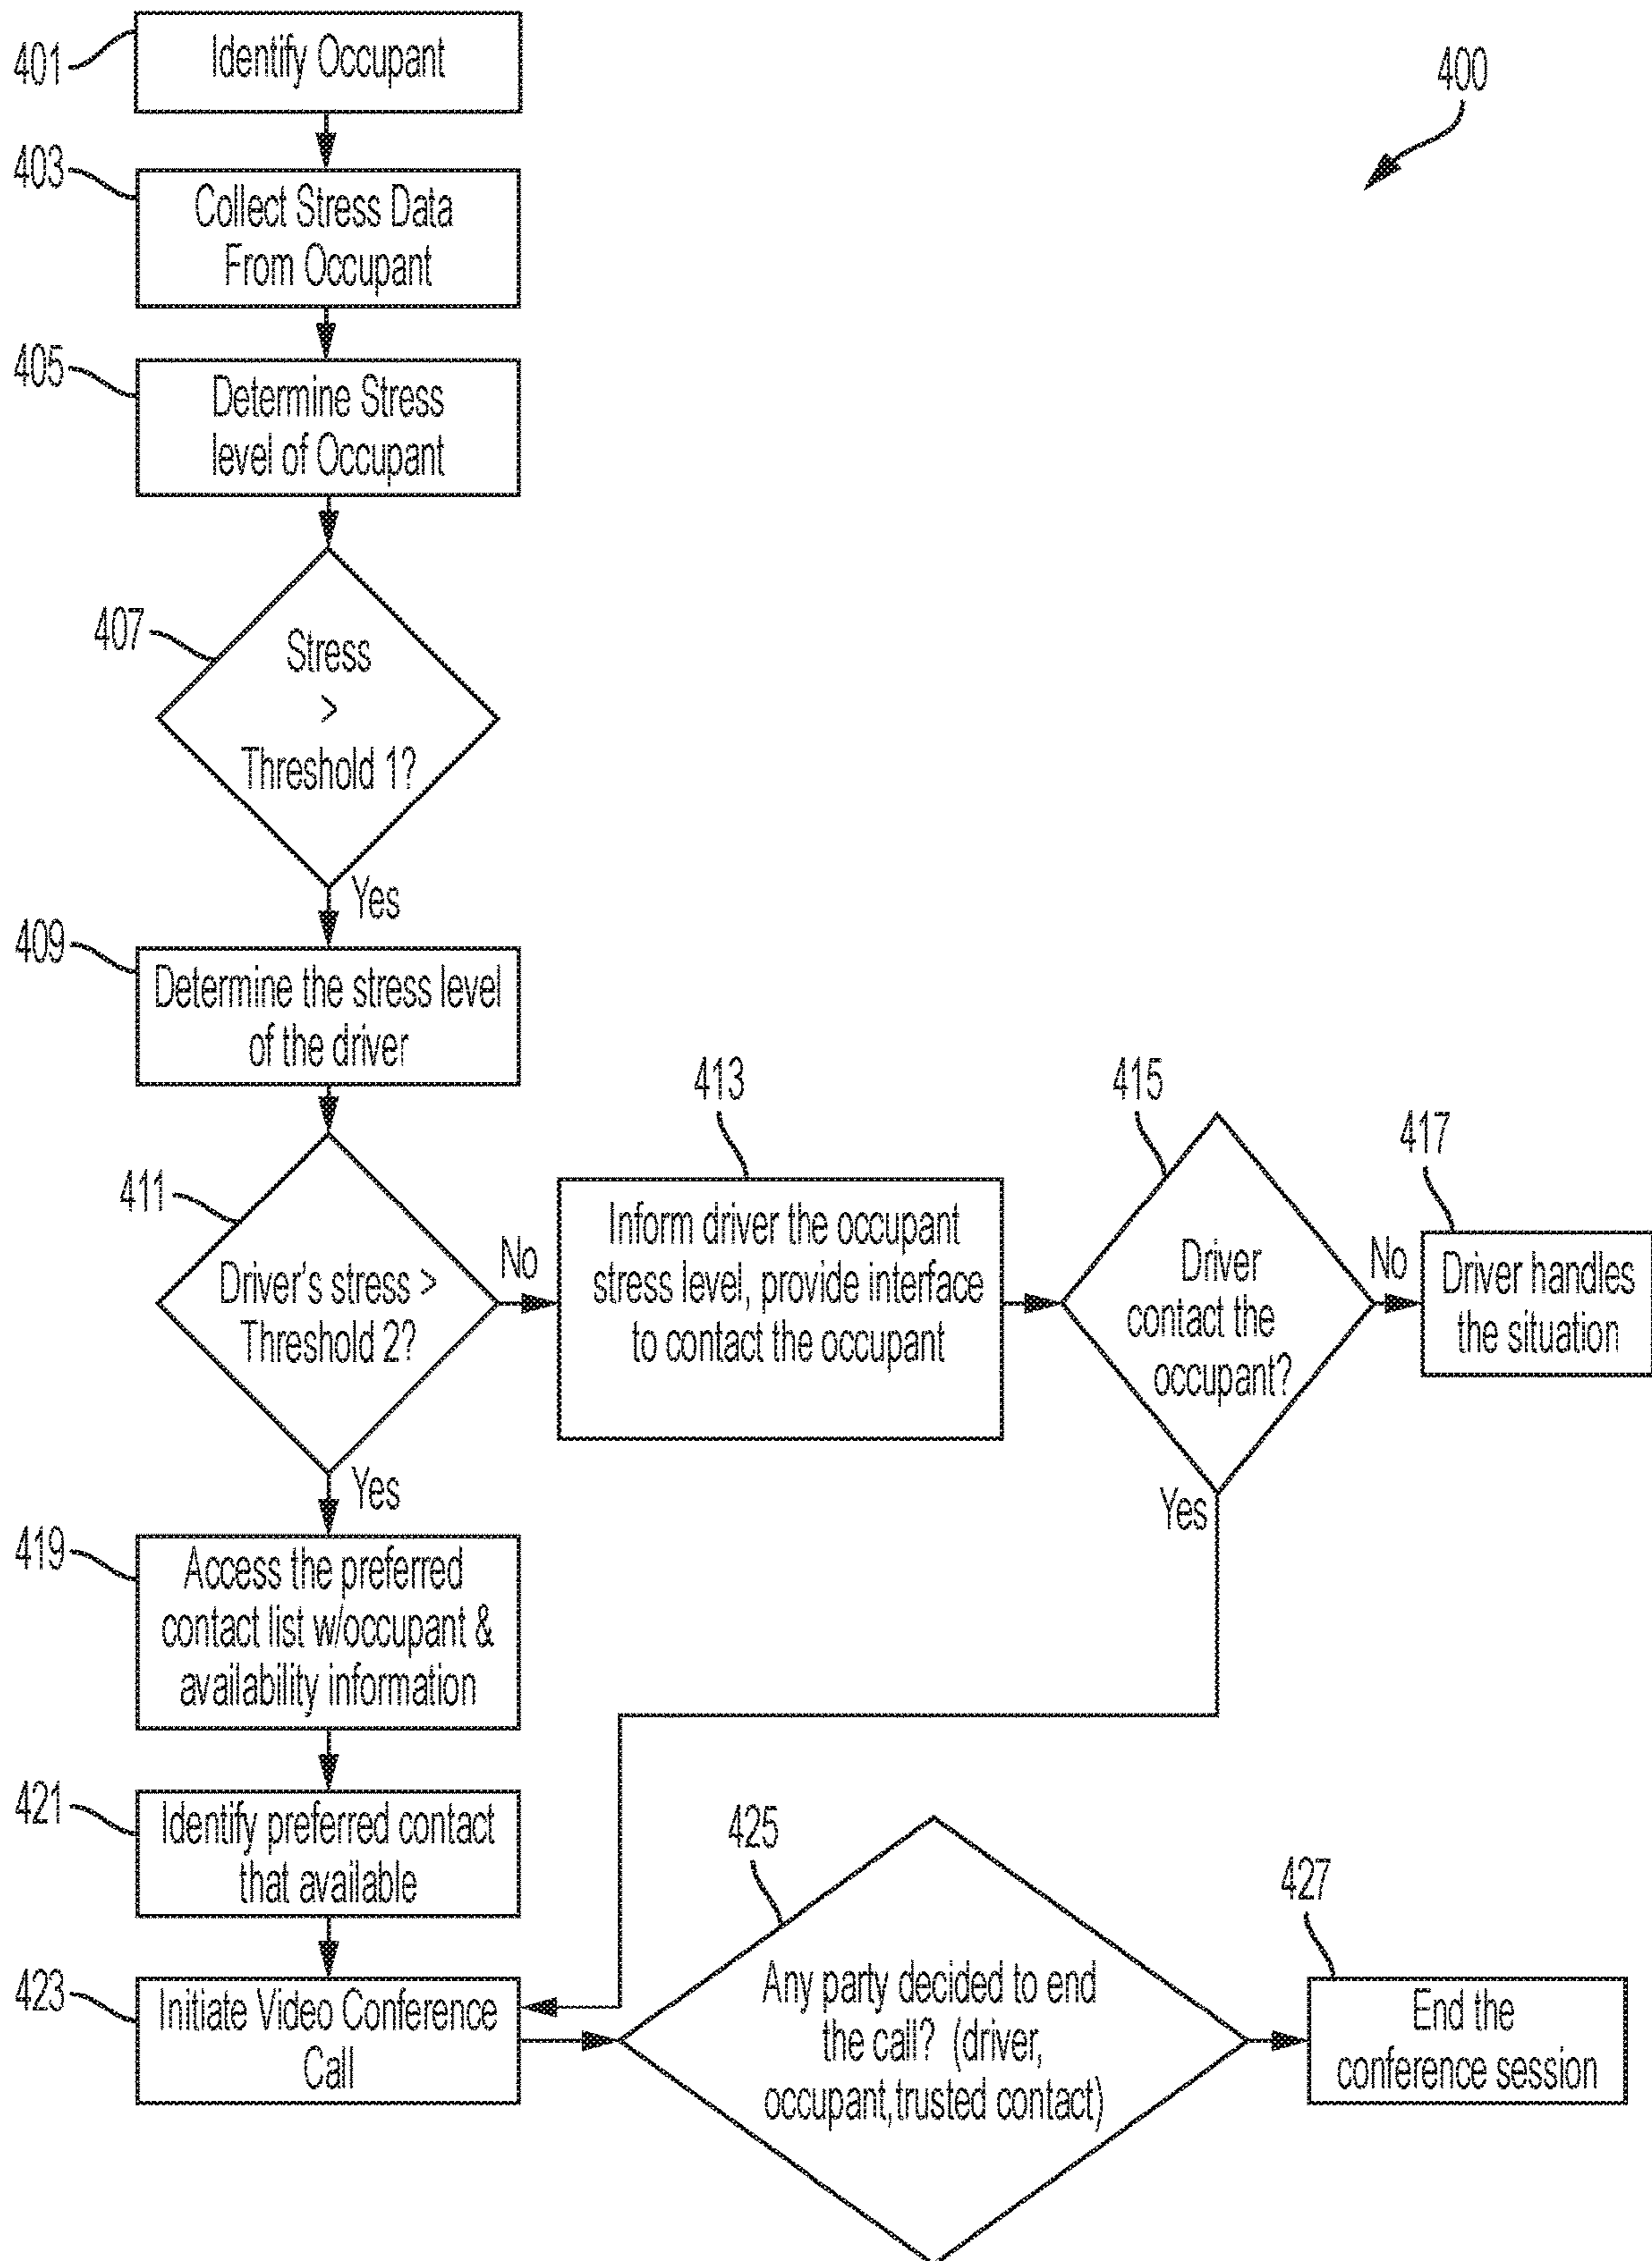 400
401
Identify Occupant
403
Collect Stress Data
From Occupant
405
Determine Stress
level of Occupant
407
Stress
>
Threshold 1?
Yes
409
Determine the stress level
of the driver
411
Driver's stress >
Threshold 2?
No
413
Inform driver the occupant
stress level, provide interface
to contact the occupant
415
Driver
contact the
occupant?
No
417
Driver handles
the situation
Yes
Yes
419
Access the preferred
contact list w/occupant &
availability information
421
Identify preferred contact
that available
423
Initiate Video Conference
Call
425
Any party decided to end
the call? (driver,
occupant,trusted contact)
427
End the
conference session